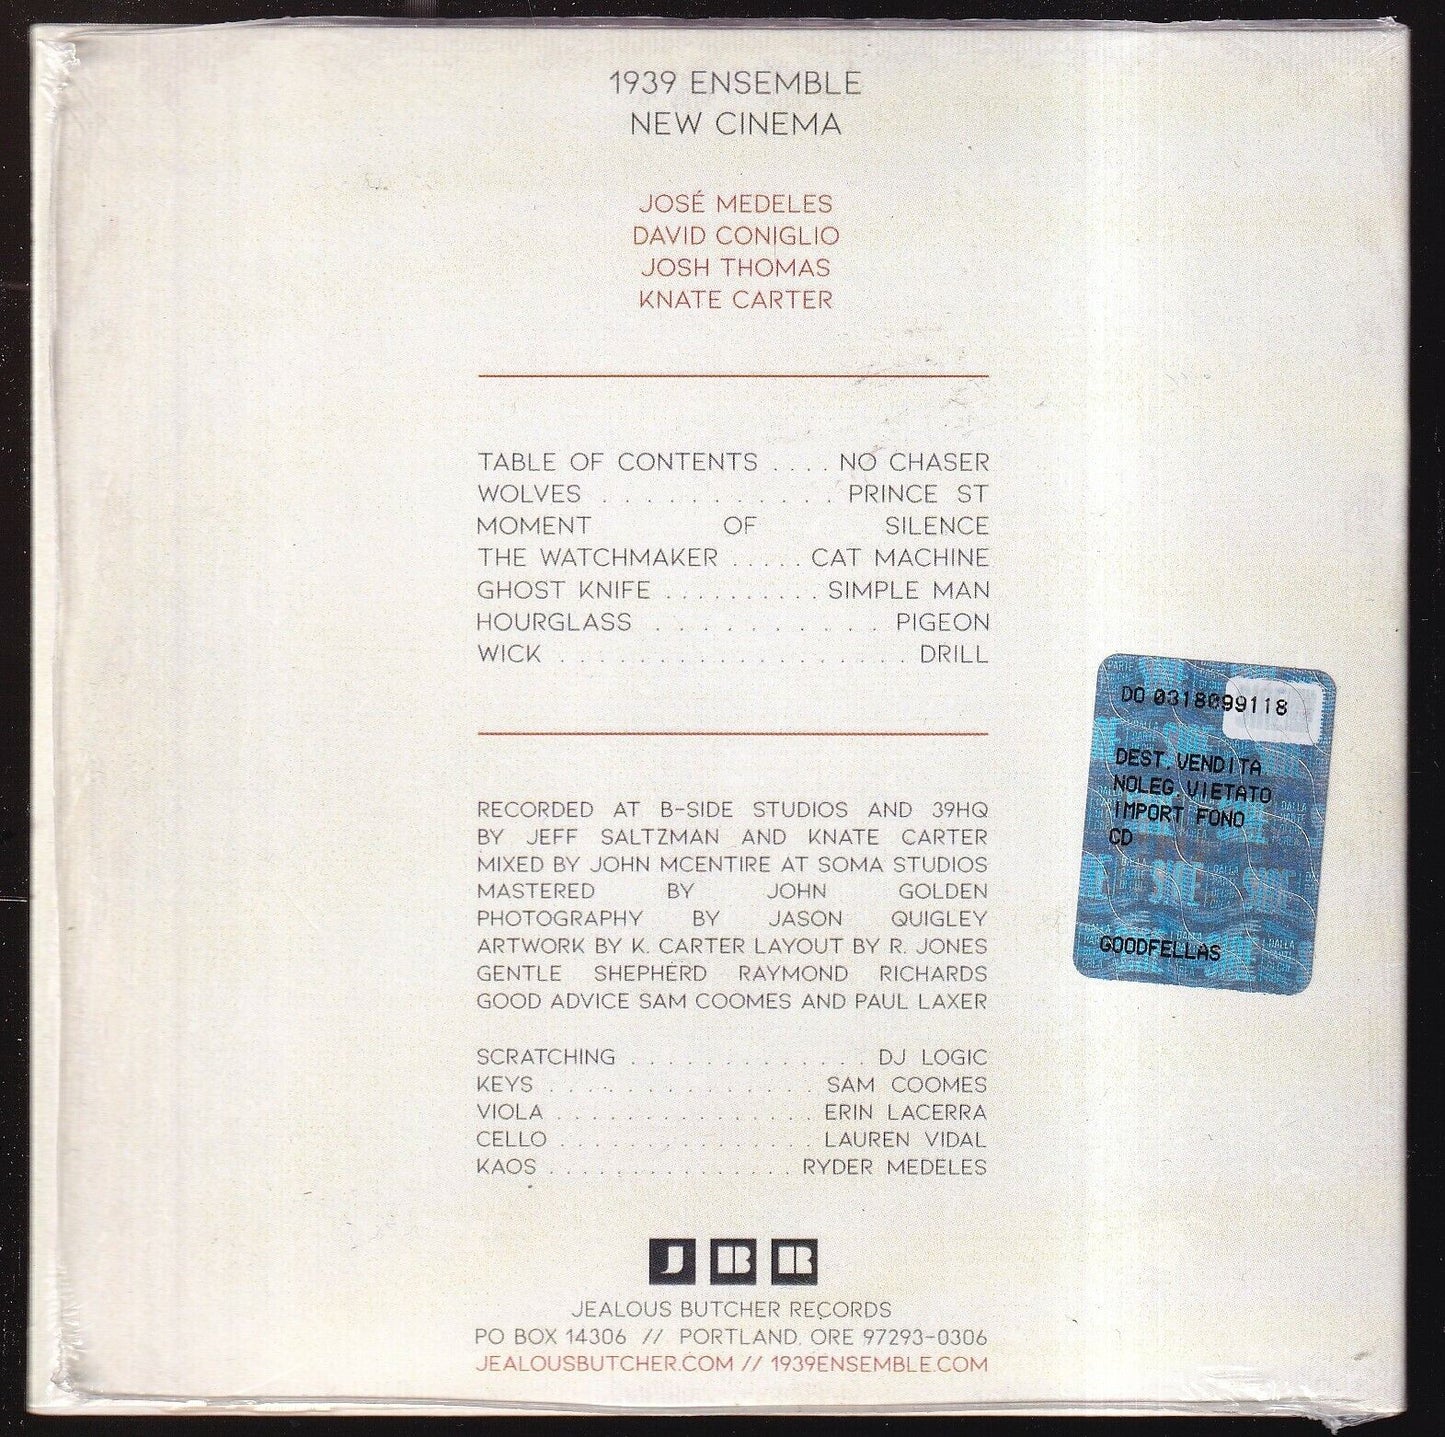 1939 ENSEMBLE
NEW CINEMA
JOSÉ MEDELES
DAVID CONIGLIO
JOSH THOMAS
KNATE CARTER
TABLE OF CONTENTS . . . . NO CHASER
WOLVES . . . . . . . . . . . . PRINCE ST
MOMENT OF SILENCE
THE WATCHMAKER . . . . . CAT MACHINE
GHOST KNIFE . . . . . . . . . . SIMPLE MAN
HOURGLASS . . . . . . . . . . . PIGEON
WICK . . . . . . . . . . . . . . . . . . DRILL
RECORDED AT B-SIDE STUDIOS AND 39HQ
BY JEFF SALTZMAN AND KNATE CARTER
MIXED BY JOHN MCENTIRE AT SOMA STUDIOS
MASTERED BY JOHN GOLDEN
PHOTOGRAPHY BY JASON QUIGLEY
ARTWORK BY K. CARTER LAYOUT BY R. JONES
GENTLE SHEPHERD RAYMOND RICHARDS
GOOD ADVICE SAM COOMES AND PAUL LAXER
SCRATCHING . . . . . . . . . . . . . DJ LOGIC
KEYS . . . . . . . . . . . . . . SAM COOMES
VIOLA . . . . . . . . . . . . . . ERIN LACERRA
CELLO . . . . . . . . . . . . . . LAUREN VIDAL
KAOS . . . . . . . . . . . . . RYDER MEDELES
JBR
JEALOUS BUTCHER RECORDS
PO BOX 14306 // PORTLAND, ORE 97293-0306
JEALOUSBUTCHER.COM // 1939ENSEMBLE.COM
DO 0318099118
DEST.VENDITA
NOLEG.VIETATO
IMPORT FONO
CD
GOODFELLAS